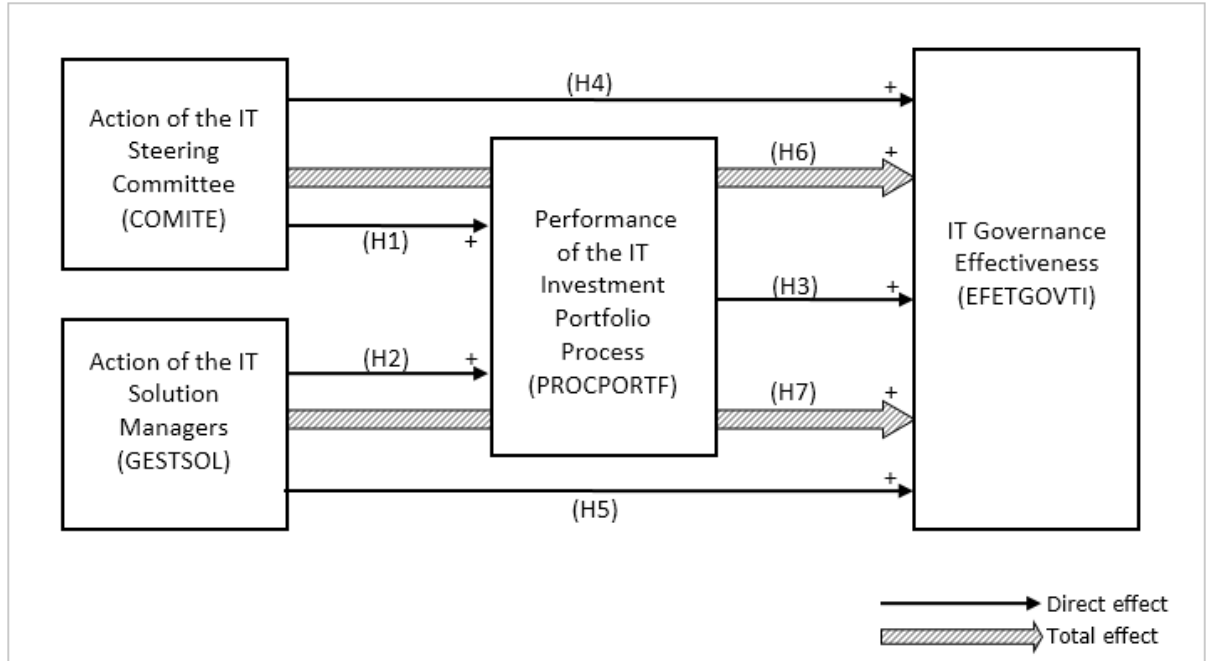 Action of the IT
Steering
Committee
(COMITE)
(H4)
+
(H6)
+
(H1)
+
Performance
of the IT
Investment
Portfolio
Process
(PROCPORTF)
IT Governance
Effectiveness
(EFETGOVTI)
(H3)
+
Action of the IT
Solution
Managers
(GESTSOL)
(H2)
+
(H7)
+
(H5)
+
Direct effect
Total effect